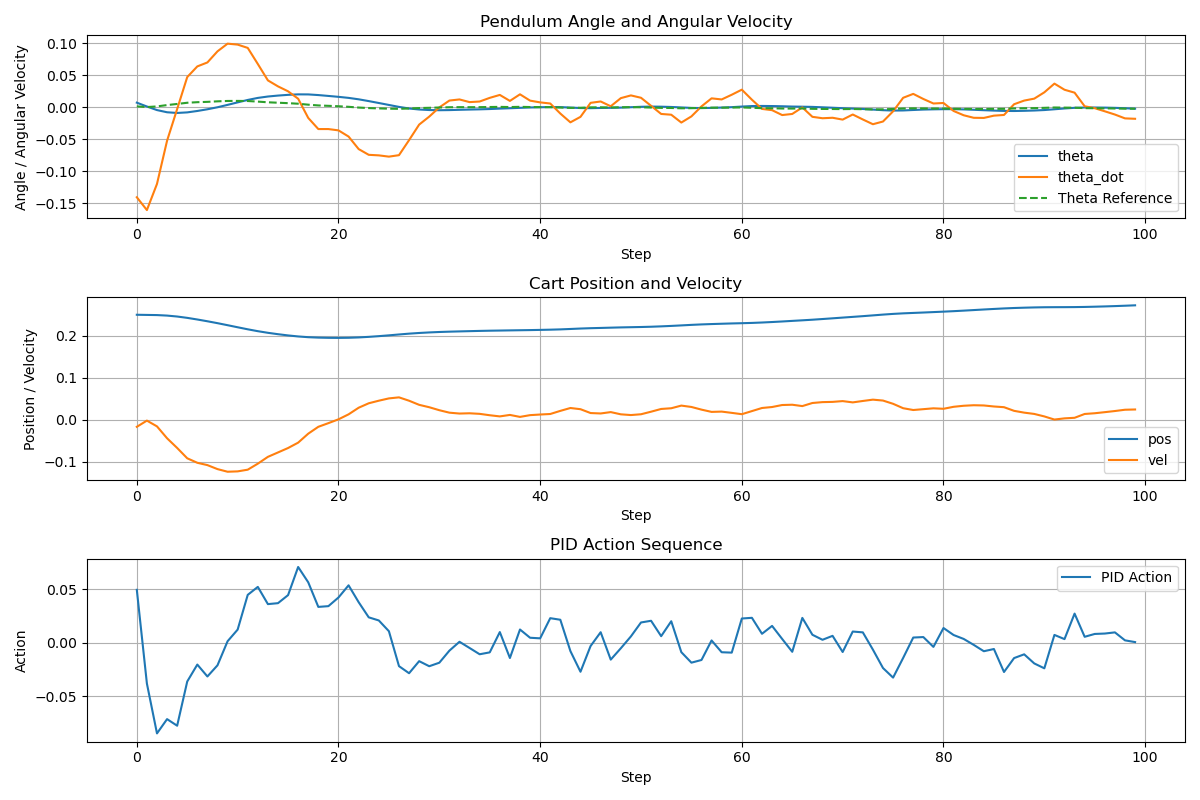 Pendulum Angle and Angular Velocity
Angle / Angular Velocity
0.10
0.05
0.00
−0.05
−0.10
−0.15
0 20 40 60 80 100
Step
theta
theta_dot
Theta Reference
Cart Position and Velocity
Position / Velocity
0.2
0.1
0.0
−0.1
0 20 40 60 80 100
Step
pos
vel
PID Action Sequence
Action
0.05
0.00
−0.05
0 20 40 60 80 100
Step
PID Action